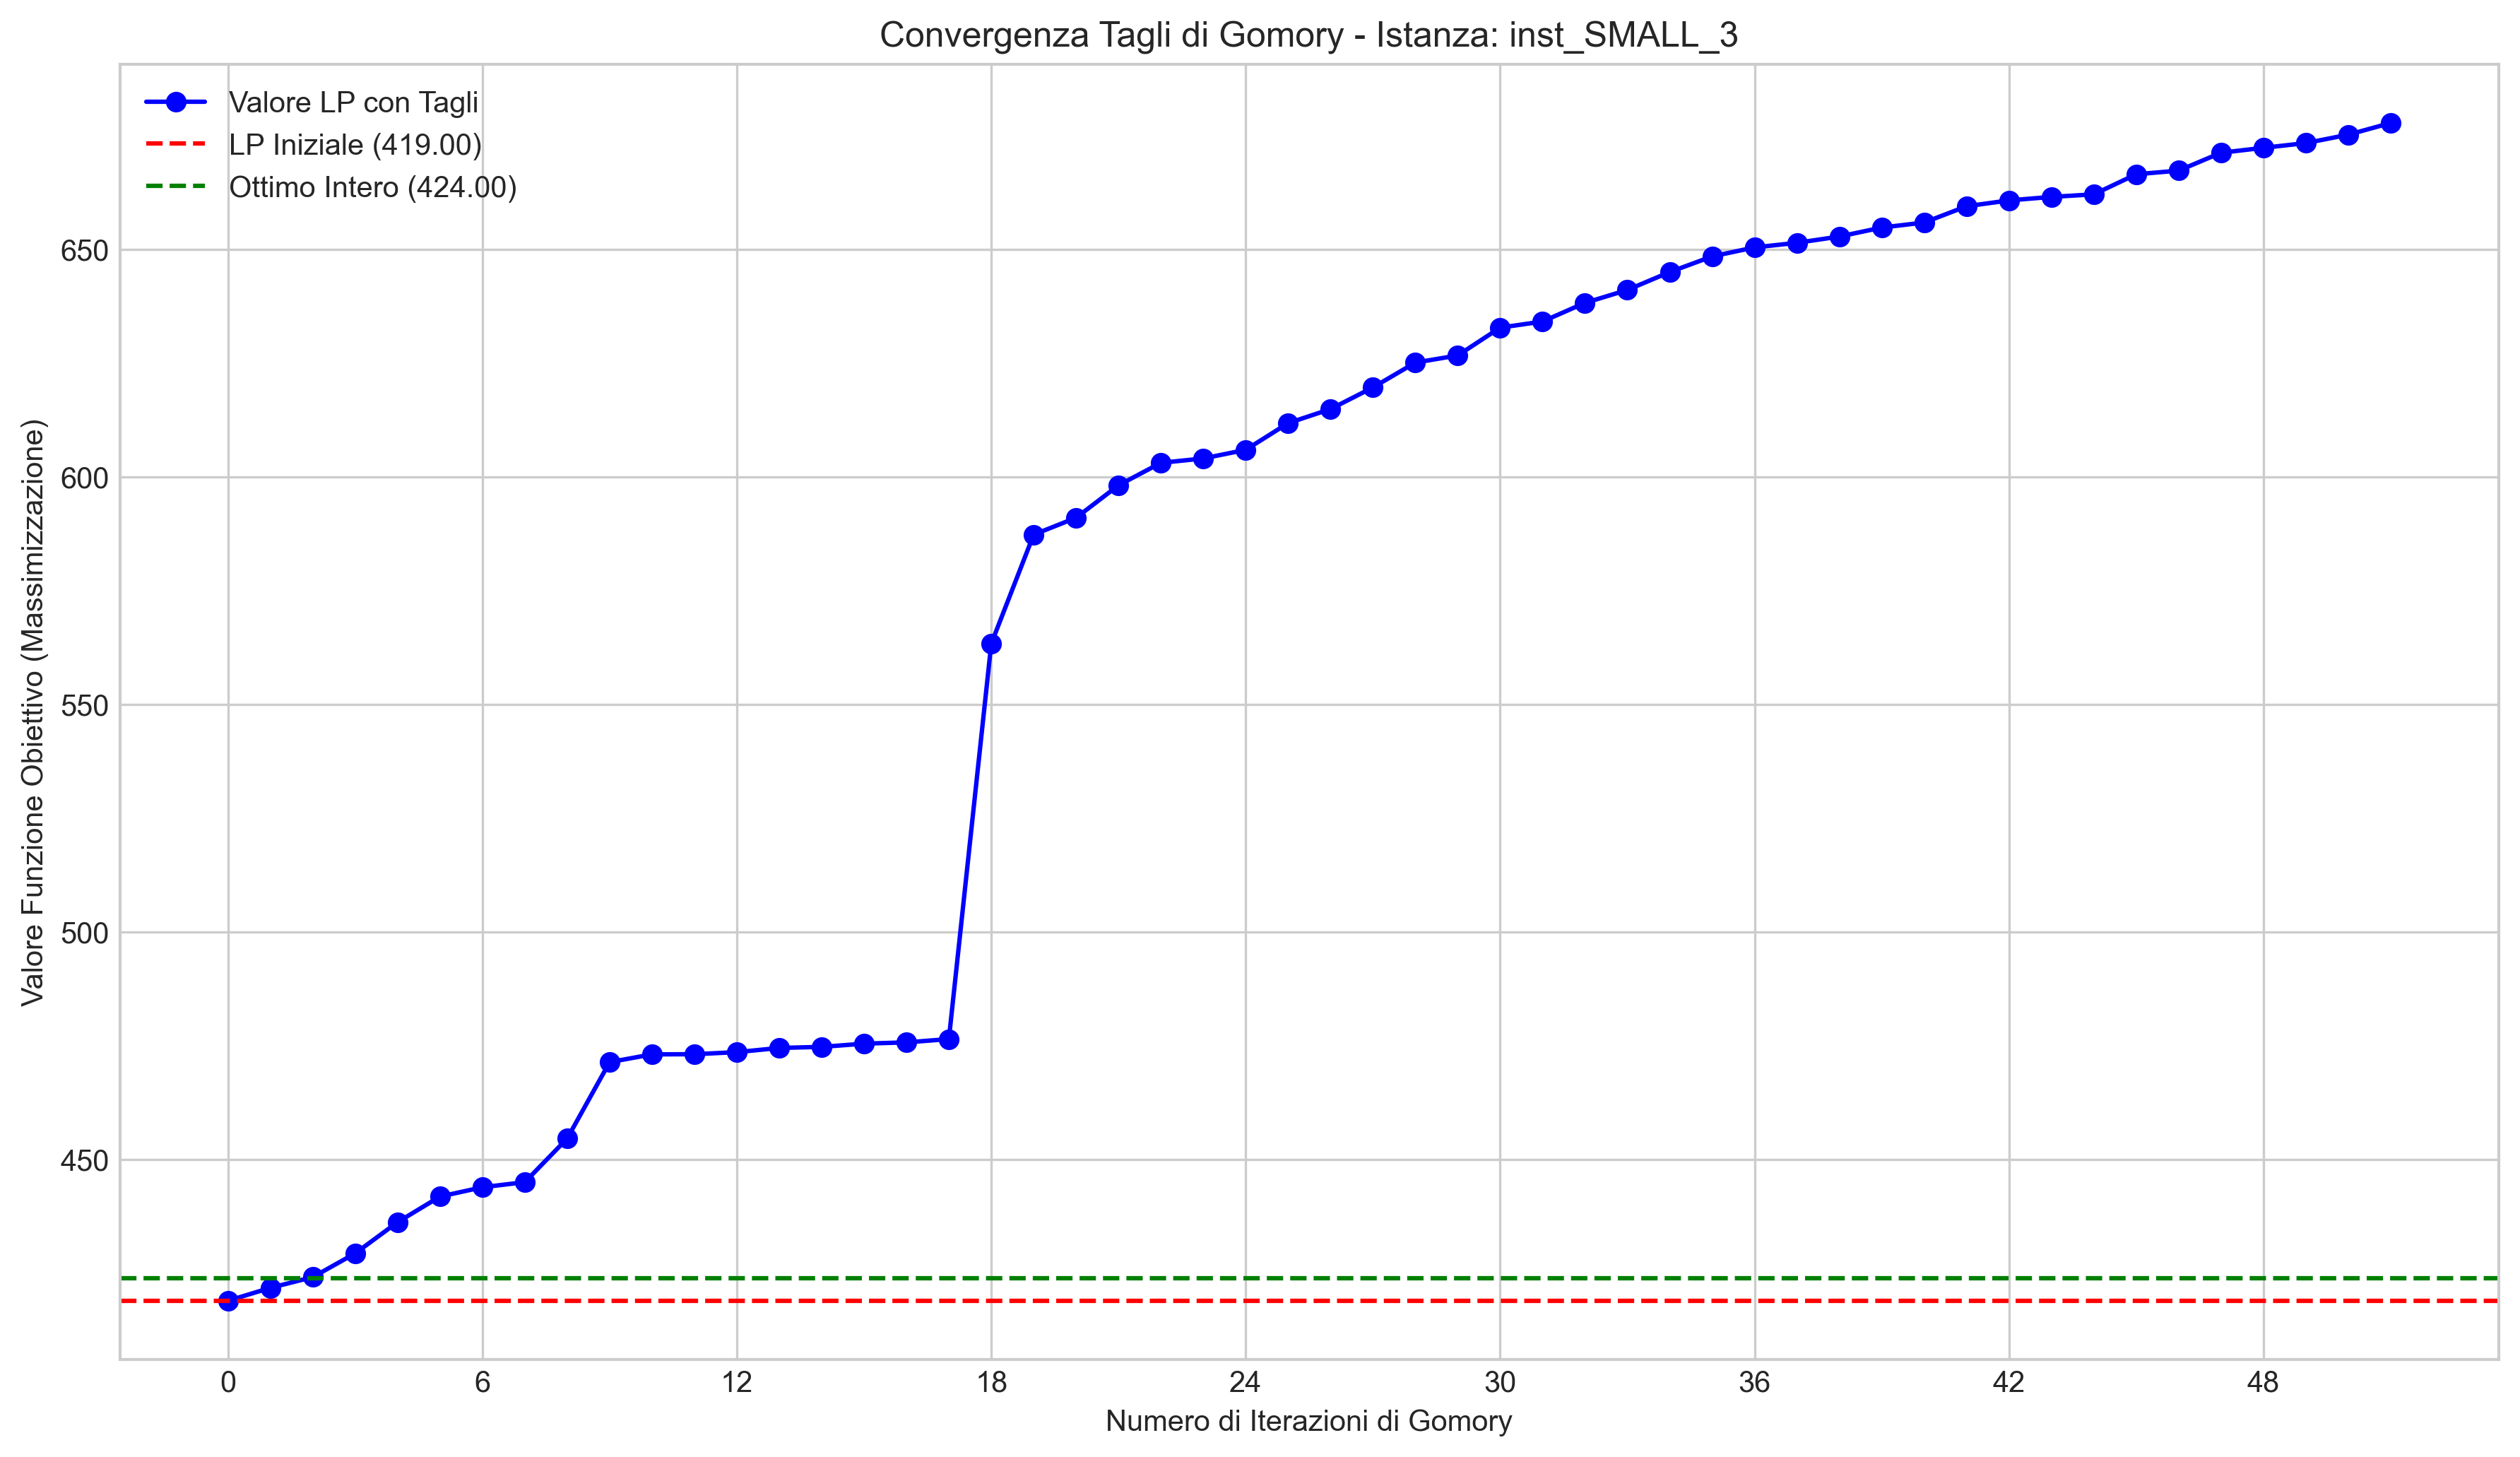 Convergenza Tagli di Gomory - Istanza: inst_SMALL_3
Valore LP con Tagli
LP Iniziale (419.00)
Ottimo Intero (424.00)
Valore Funzione Obiettivo (Massimizzazione)
650
600
550
500
450
0 6 12 18 24 30 36 42 48
Numero di Iterazioni di Gomory